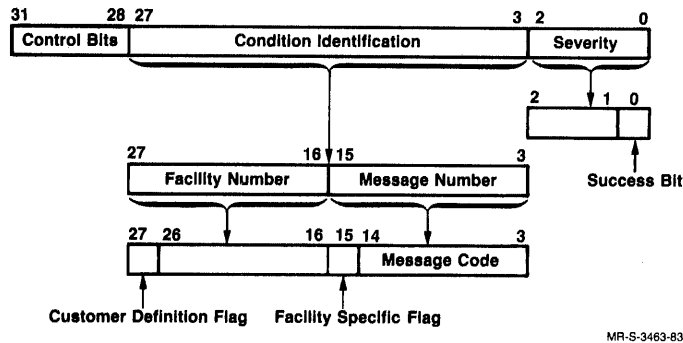 31 28 27 3 2 0
Control Bits Condition Identification Severity
2 1 0
27 16 15 3
Facility Number Message Number Success Bit
27 26 16 15 14 3
Message Code
Customer Definition Flag Facility Specific Flag
MR-S-3463-83